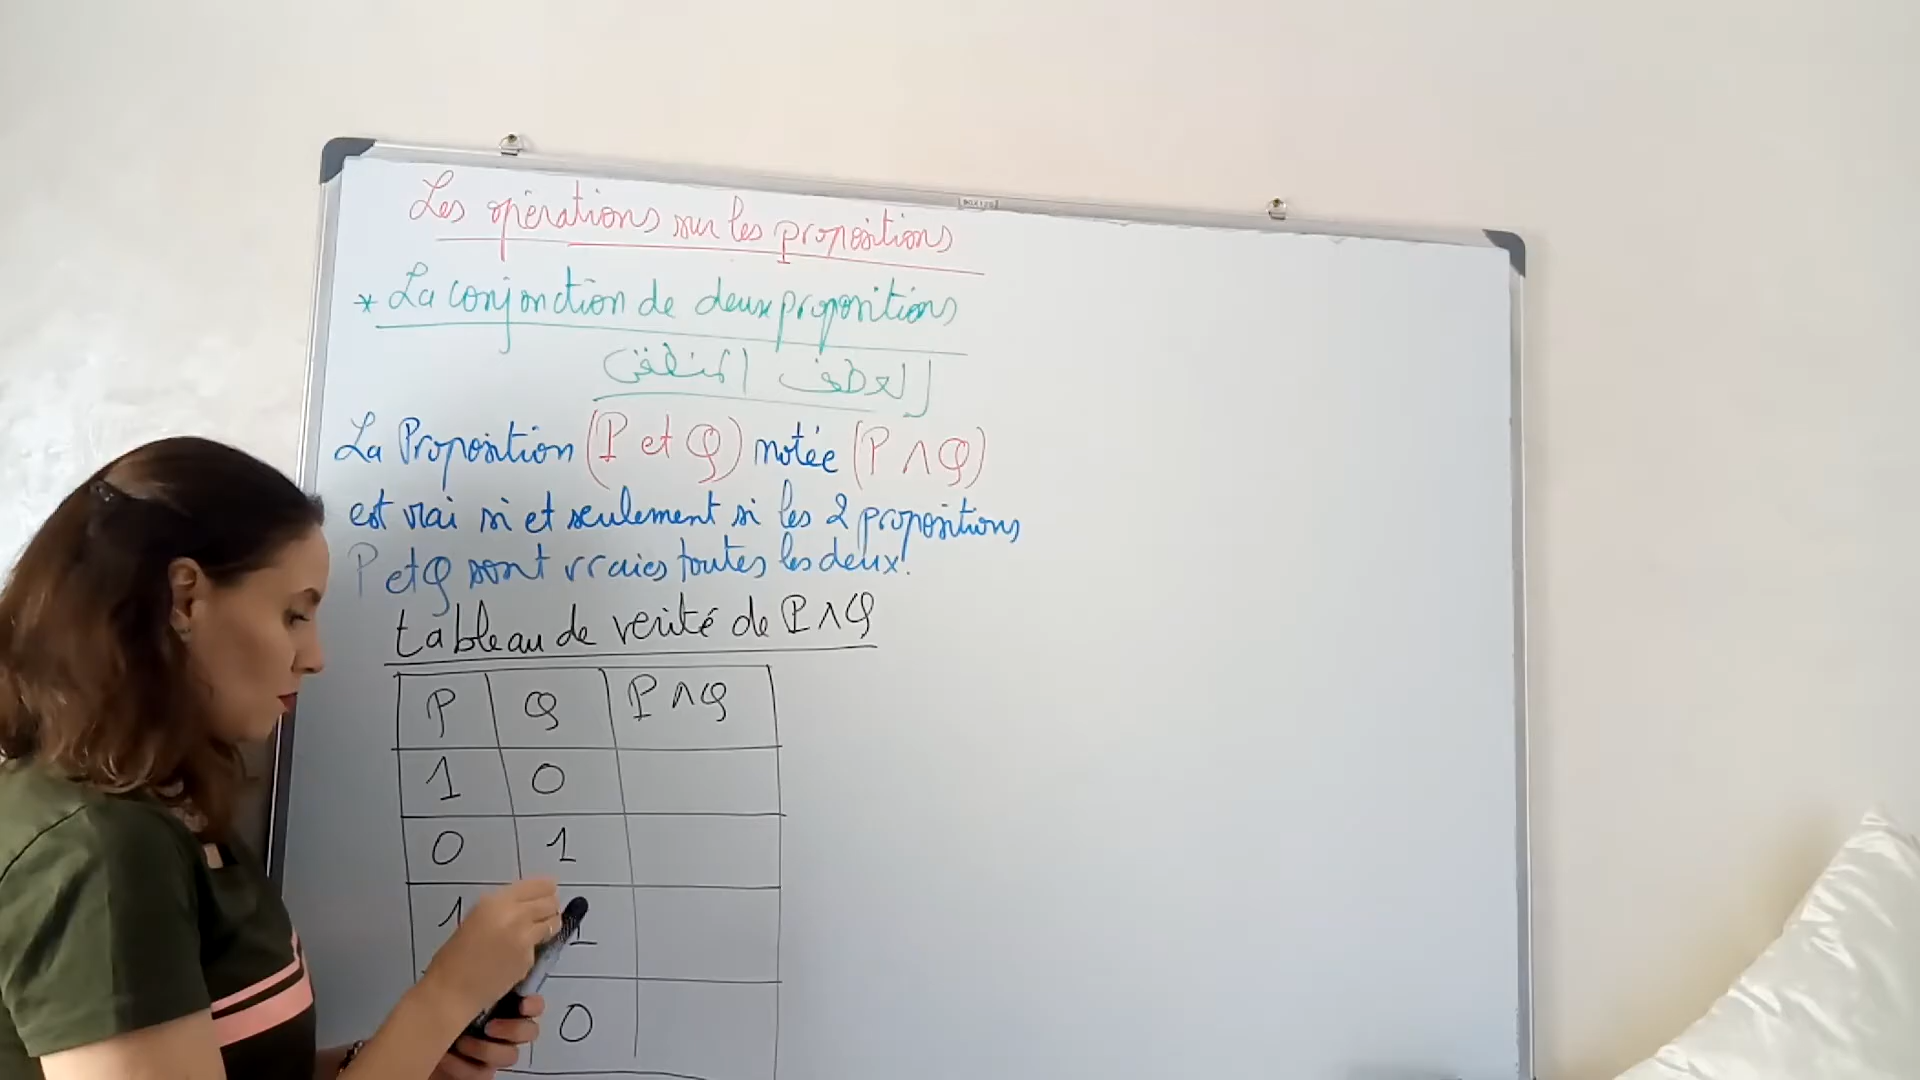 Les opérations sur les propositions
* La conjonction de deux propositions
العطف المنطقي
La Proposition (P et Q) notée (P ∧ Q)
est vrai si et seulement si les 2 propositions
P et Q sont vraies toutes les deux.
tableau de verité de P ∧ Q
P Q P ∧ Q
1 0
0 1
1 1
0